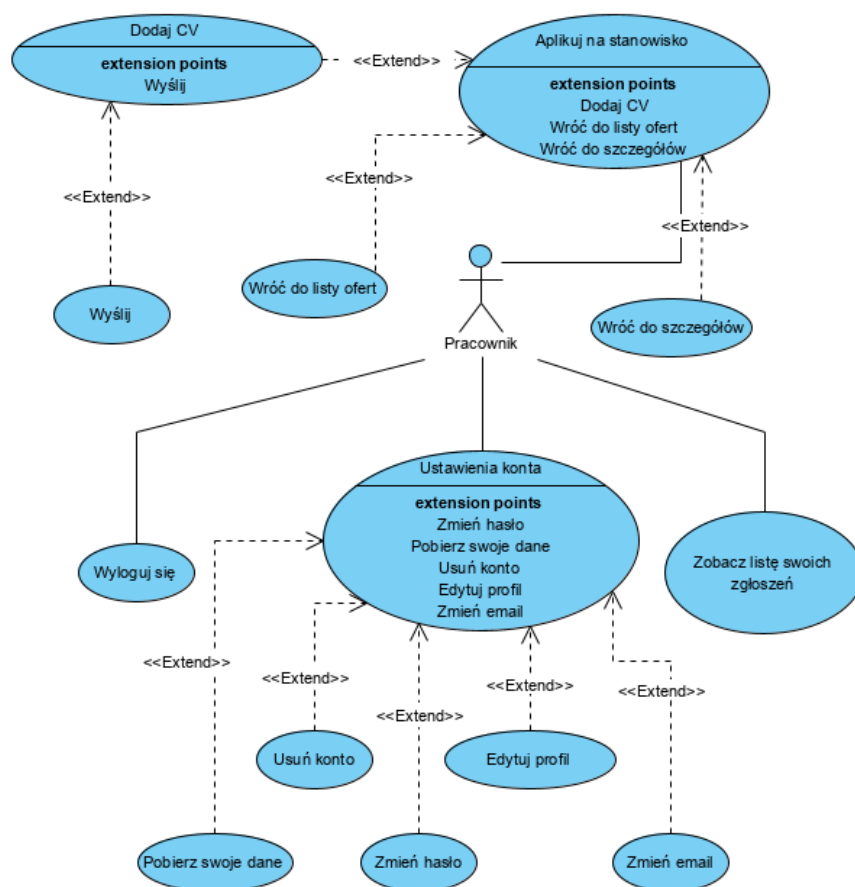 Dodaj CV
extension points
Wyślij
<<Extend>>
Aplikuj na stanowisko
extension points
Dodaj CV
Wróć do listy ofert
Wróć do szczegółów
<<Extend>>
<<Extend>>
<<Extend>>
Wyślij
Wróć do listy ofert
Wróć do szczegółów
Pracownik
Ustawienia konta
extension points
Zmień hasło
Pobierz swoje dane
Usuń konto
Edytuj profil
Zmień email
Wyloguj się
Zobacz listę swoich
zgłoszeń
<<Extend>>
<<Extend>>
<<Extend>>
<<Extend>>
<<Extend>>
Usuń konto
Edytuj profil
Pobierz swoje dane
Zmień hasło
Zmień email